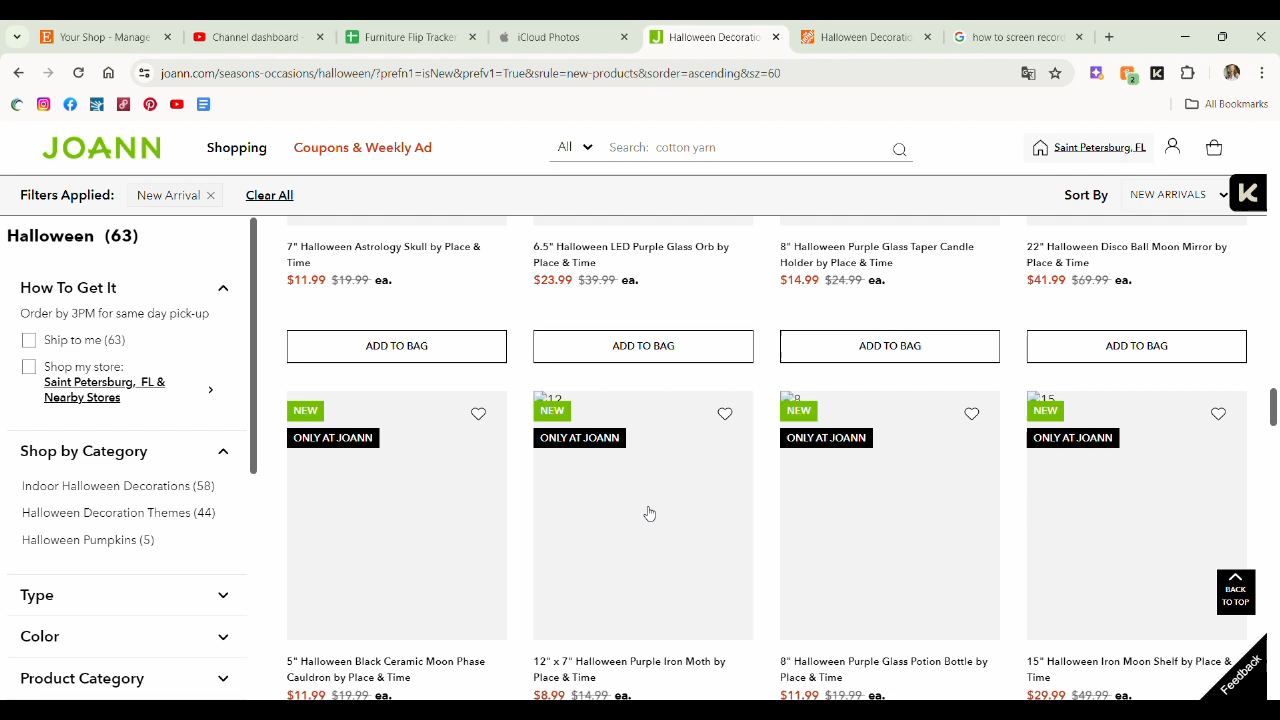 Your Shop - Manage
Channel dashboard -
Furniture Flip Tracker
iCloud Photos
Halloween Decoratio
Halloween Decoratio
how to screen record
joann.com/seasons-occasions/halloween/?prefn1=isNew&prefv1=True&srule=new-products&sorder=ascending&sz=60
2
All Bookmarks
JOANN
Shopping
Coupons & Weekly Ad
All
Search: cotton yarn
Saint Petersburg, FL
Filters Applied:
New Arrival
Clear All
Sort By
NEW ARRIVALS
K
Halloween (63)
How To Get It
Order by 3PM for same day pick-up
Ship to me (63)
Shop my store:
Saint Petersburg, FL &
Nearby Stores
Shop by Category
Indoor Halloween Decorations (58)
Halloween Decoration Themes (44)
Halloween Pumpkins (5)
Type
Color
Product Category
7" Halloween Astrology Skull by Place &
Time
$11.99 $19.99 ea.
ADD TO BAG
6.5" Halloween LED Purple Glass Orb by
Place & Time
$23.99 $39.99 ea.
ADD TO BAG
8" Halloween Purple Glass Taper Candle
Holder by Place & Time
$14.99 $24.99 ea.
ADD TO BAG
22" Halloween Disco Ball Moon Mirror by
Place & Time
$41.99 $69.99 ea.
ADD TO BAG
NEW
ONLY AT JOANN
5" Halloween Black Ceramic Moon Phase
Cauldron by Place & Time
$11.99 $19.99 ea.
12"
NEW
ONLY AT JOANN
12" x 7" Halloween Purple Iron Moth by
Place & Time
$8.99 $14.99 ea.
8"
NEW
ONLY AT JOANN
8" Halloween Purple Glass Potion Bottle by
Place & Time
$11.99 $19.99 ea.
15"
NEW
ONLY AT JOANN
15" Halloween Iron Moon Shelf by Place &
Time
$29.99 $49.99 ea.
BACK
TO TOP
Feedback